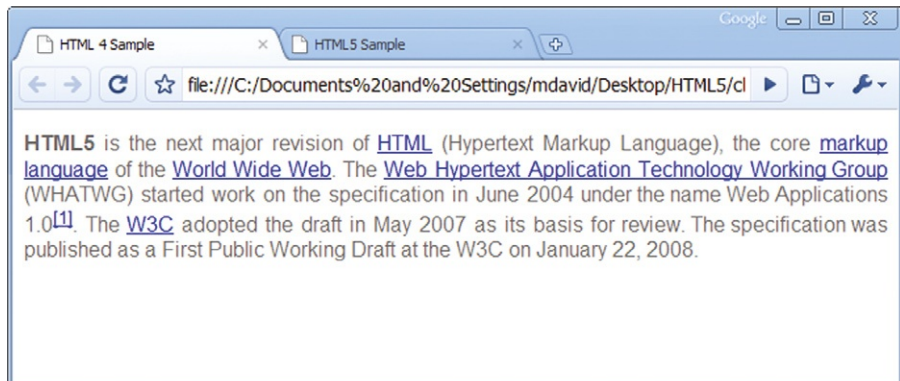 Google
HTML 4 Sample
HTML5 Sample
file:///C:/Documents%20and%20Settings/mdavid/Desktop/HTML5/cl
HTML5 is the next major revision of HTML (Hypertext Markup Language), the core markup
language of the World Wide Web. The Web Hypertext Application Technology Working Group
(WHATWG) started work on the specification in June 2004 under the name Web Applications
1.0[1]. The W3C adopted the draft in May 2007 as its basis for review. The specification was
published as a First Public Working Draft at the W3C on January 22, 2008.